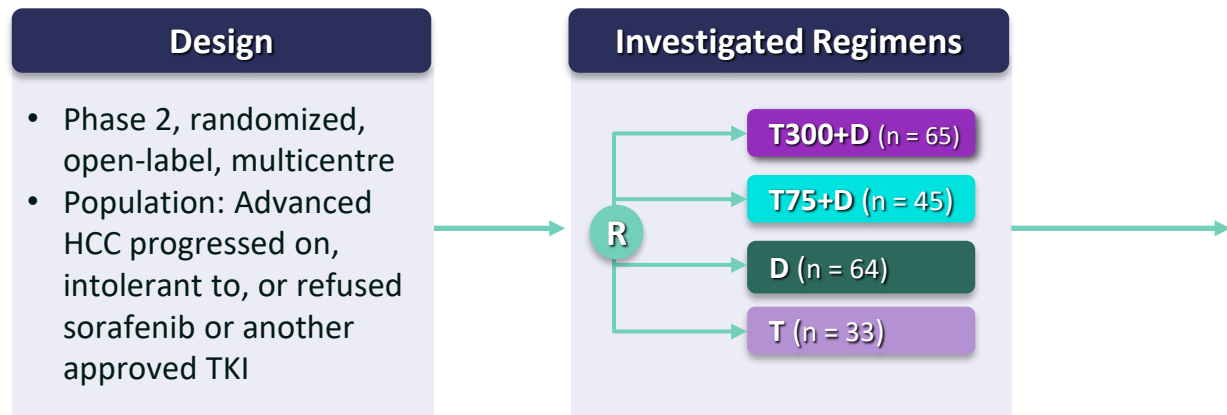 Design
• Phase 2, randomized,
open-label, multicentre
• Population: Advanced
HCC progressed on,
intolerant to, or refused
sorafenib or another
approved TKI
Investigated Regimens
R
T300+D (n = 65)
T75+D (n = 45)
D (n = 64)
T (n = 33)